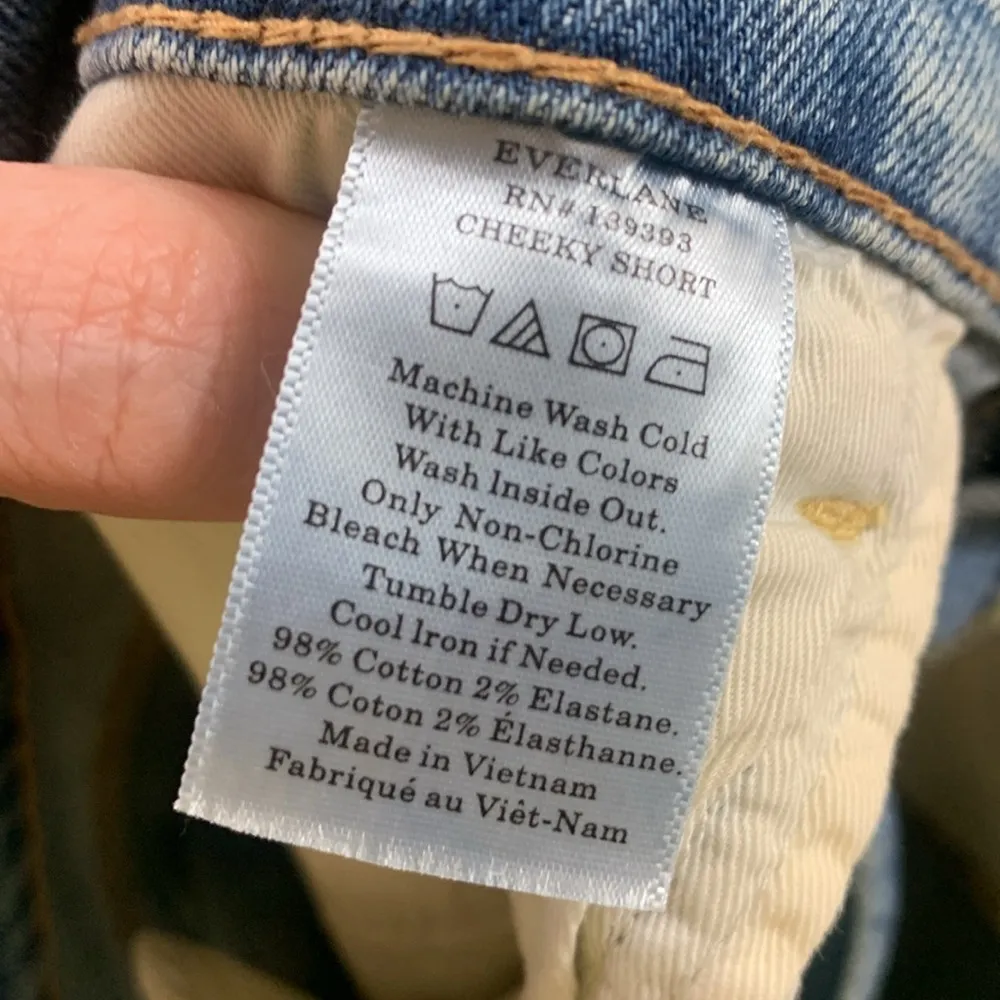 EVERLANE
RN# 139393
CHEEKY SHORT
Machine Wash Cold
With Like Colors
Wash Inside Out.
Only Non-Chlorine
Bleach When Necessary
Tumble Dry Low.
Cool Iron if Needed.
98% Cotton 2% Elastane.
98% Coton 2% Élasthanne.
Made in Vietnam
Fabriqué au Viêt-Nam